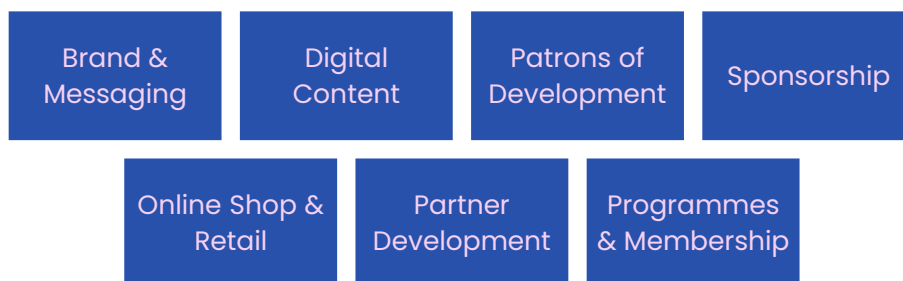 Brand &
Messaging
Digital
Content
Patrons of
Development
Sponsorship
Online Shop &
Retail
Partner
Development
Programmes
& Membership